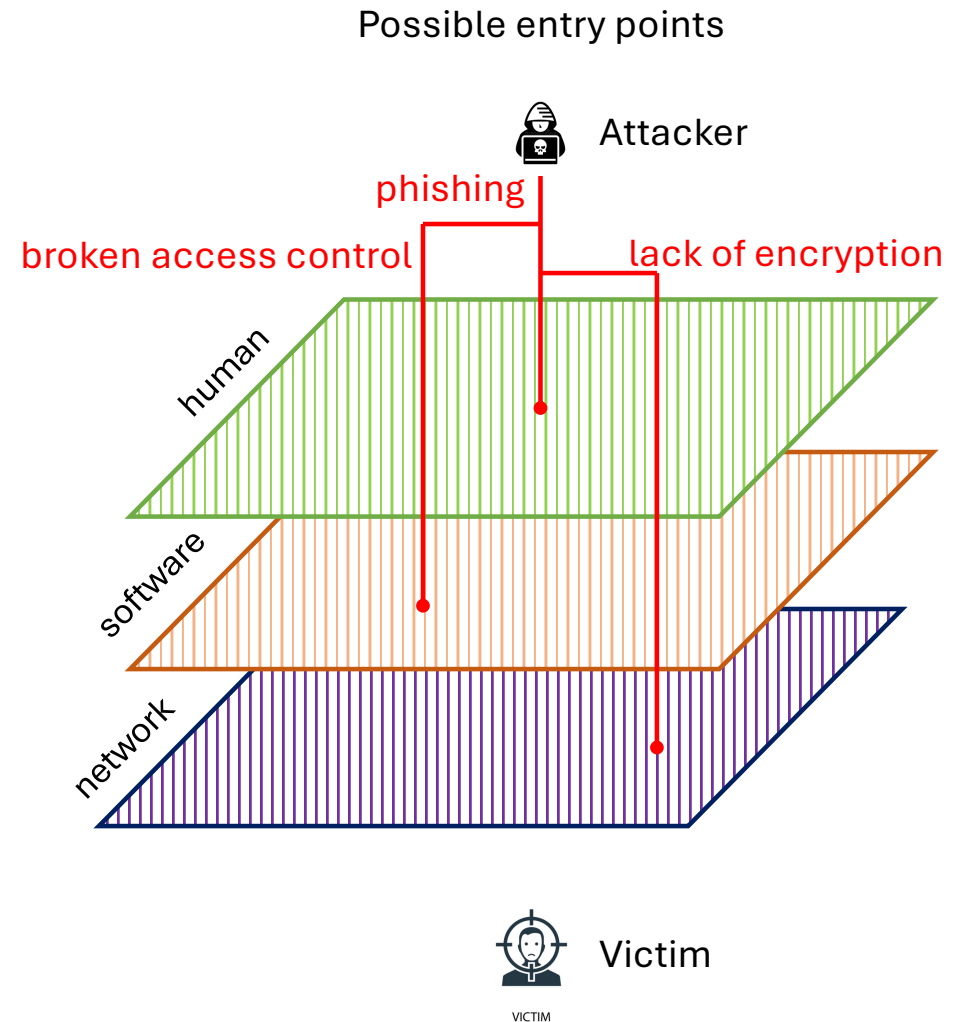 Possible entry points
Attacker
phishing
broken access control
lack of encryption
human
software
network
Victim
VICTIM